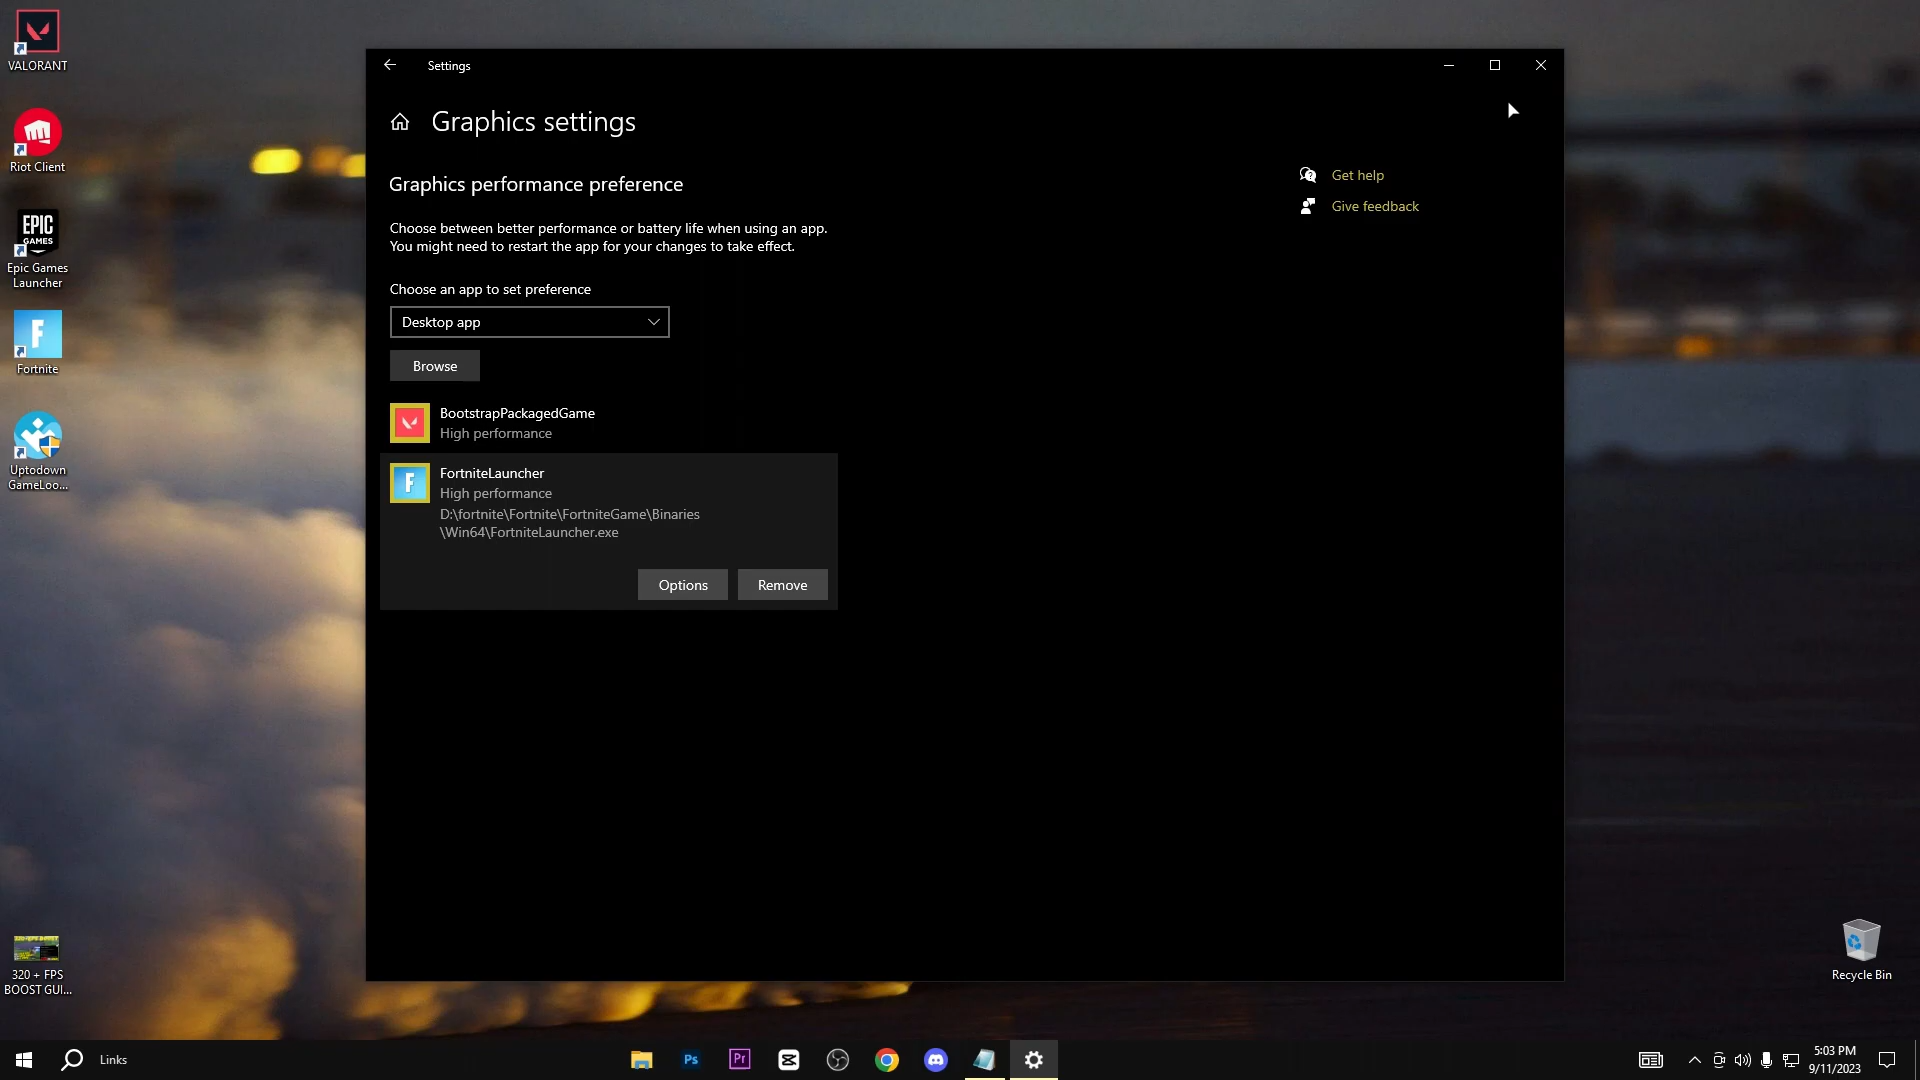 VALORANT
Riot Client
EPIC
GAMES
Epic Games
Launcher
F
Fortnite
Uptodown
GameLoo...
320 + FPS
BOOST GUI...
Settings
Graphics settings
Graphics performance preference
Choose between better performance or battery life when using an app.
You might need to restart the app for your changes to take effect.
Choose an app to set preference
Desktop app
Browse
BootstrapPackagedGame
High performance
F
FortniteLauncher
High performance
D:\fortnite\Fortnite\FortniteGame\Binaries
\Win64\FortniteLauncher.exe
Options
Remove
Get help
Give feedback
Recycle Bin
Links
Ps
Pr
5:03 PM
9/11/2023